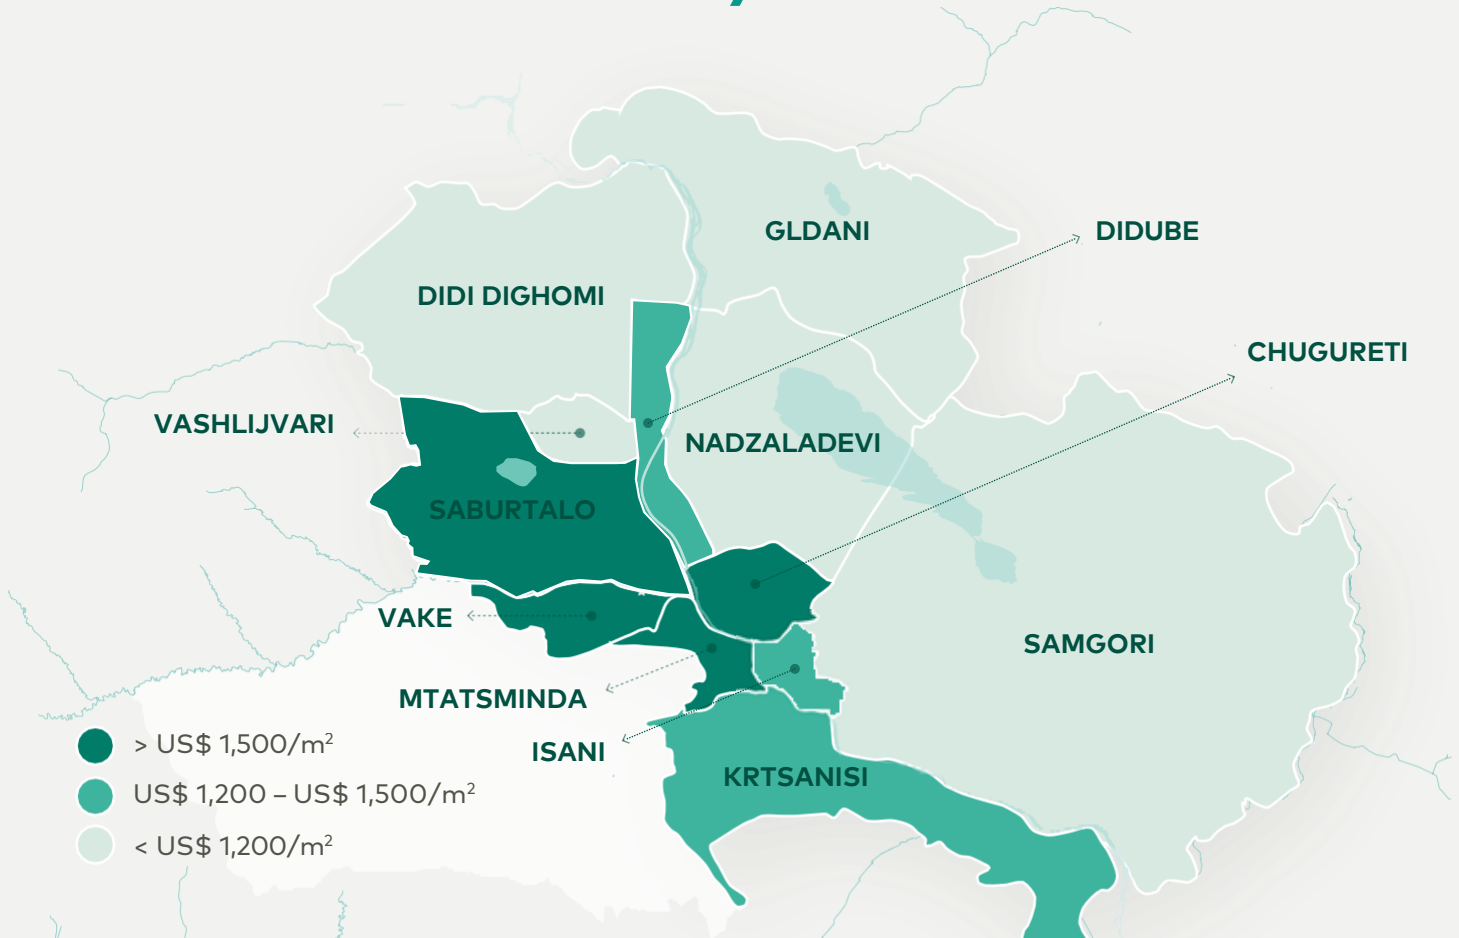 GLDANI
DIDUBE
DIDI DIGHOMI
CHUGURETI
VASHLIJVARI
NADZALADEVI
SABURTALO
VAKE
SAMGORI
MTATSMINDA
ISANI
KRTSANISI
> US$ 1,500/m²
US$ 1,200 – US$ 1,500/m²
< US$ 1,200/m²